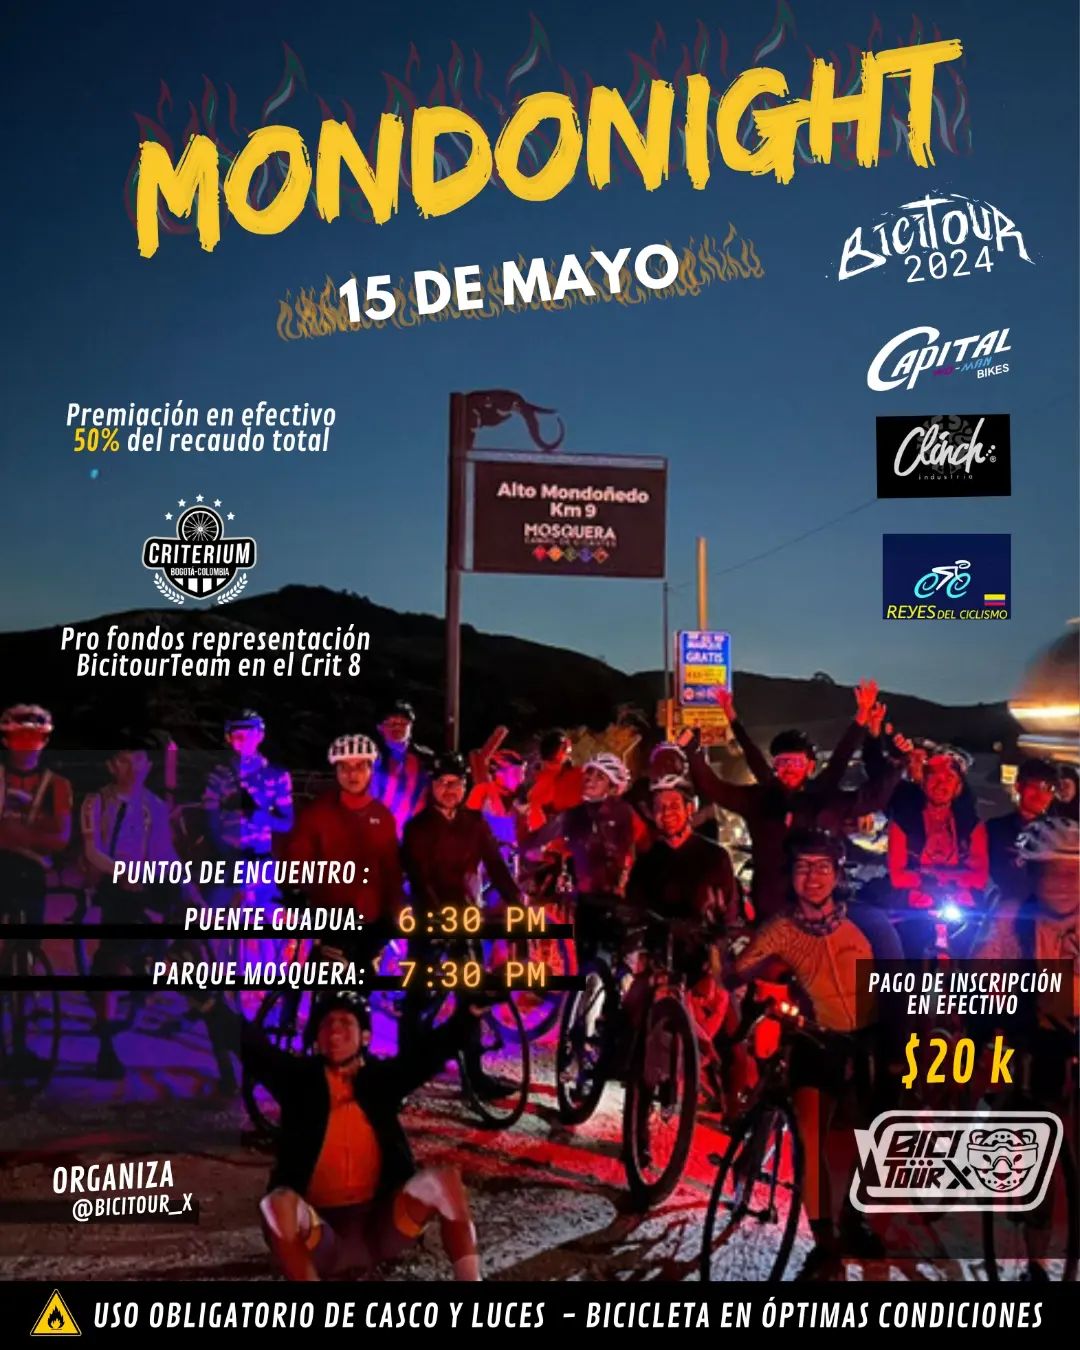 MONDONIGHT
15 DE MAYO
BICITOUR
2024
CAPITAL
WO-MAN
BIKES
Clinch
industria
REYES DEL CICLISMO
Premiación en efectivo
50% del recaudo total
CRITERIUM
BOGOTÁ-COLOMBIA
Pro fondos representación
BicitourTeam en el Crit 8
Alto Mondoñedo
Km 9
MOSQUERA
GRATIS
PUNTOS DE ENCUENTRO :
PUENTE GUADUA: 6:30 PM
PARQUE MOSQUERA: 7:30 PM
PAGO DE INSCRIPCIÓN
EN EFECTIVO
$20 k
BICI
TOUR X
ORGANIZA
@BICITOUR_X
USO OBLIGATORIO DE CASCO Y LUCES - BICICLETA EN ÓPTIMAS CONDICIONES